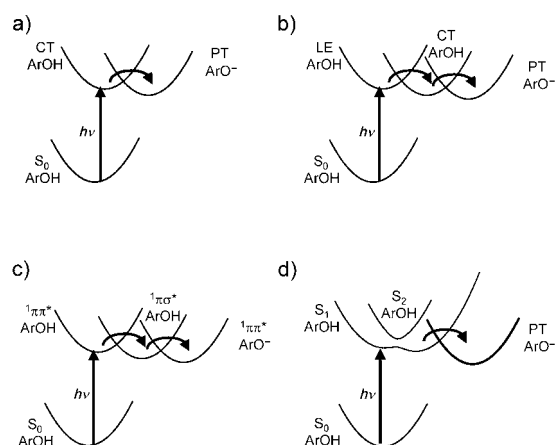 a)
CT
ArOH
PT
ArO⁻
hν
S₀
ArOH
b)
LE
ArOH
CT
ArOH
PT
ArO⁻
hν
S₀
ArOH
c)
¹ππ*
ArOH
¹πσ*
ArOH
¹ππ*
ArO⁻
hν
S₀
ArOH
d)
S₁
ArOH
S₂
ArOH
PT
ArO⁻
hν
S₀
ArOH